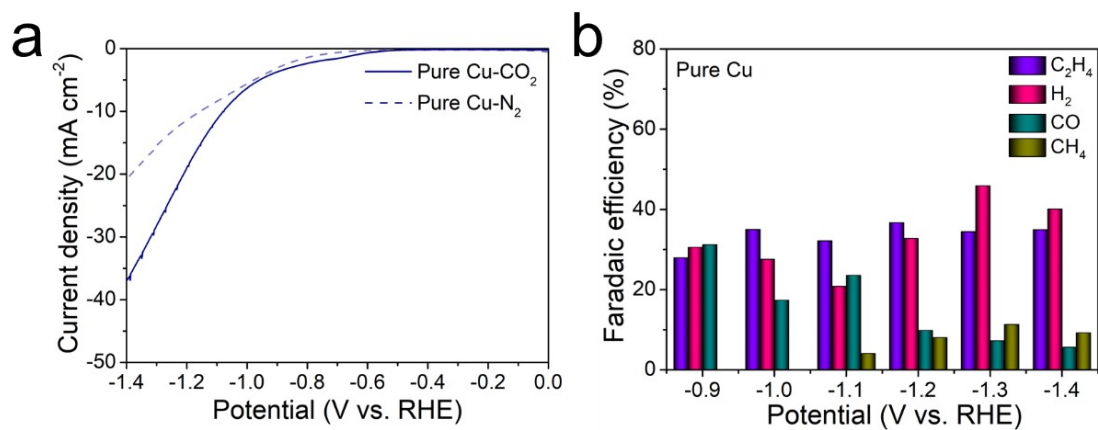 a
0
-10
-20
-30
-40
-50
Current density (mA cm⁻²)
Pure Cu-CO₂
Pure Cu-N₂
-1.4 -1.2 -1.0 -0.8 -0.6 -0.4 -0.2 0.0
Potential (V vs. RHE)
b
80
60
40
20
0
Faradaic efficiency (%)
Pure Cu
C₂H₄
H₂
CO
CH₄
-0.9 -1.0 -1.1 -1.2 -1.3 -1.4
Potential (V vs. RHE)